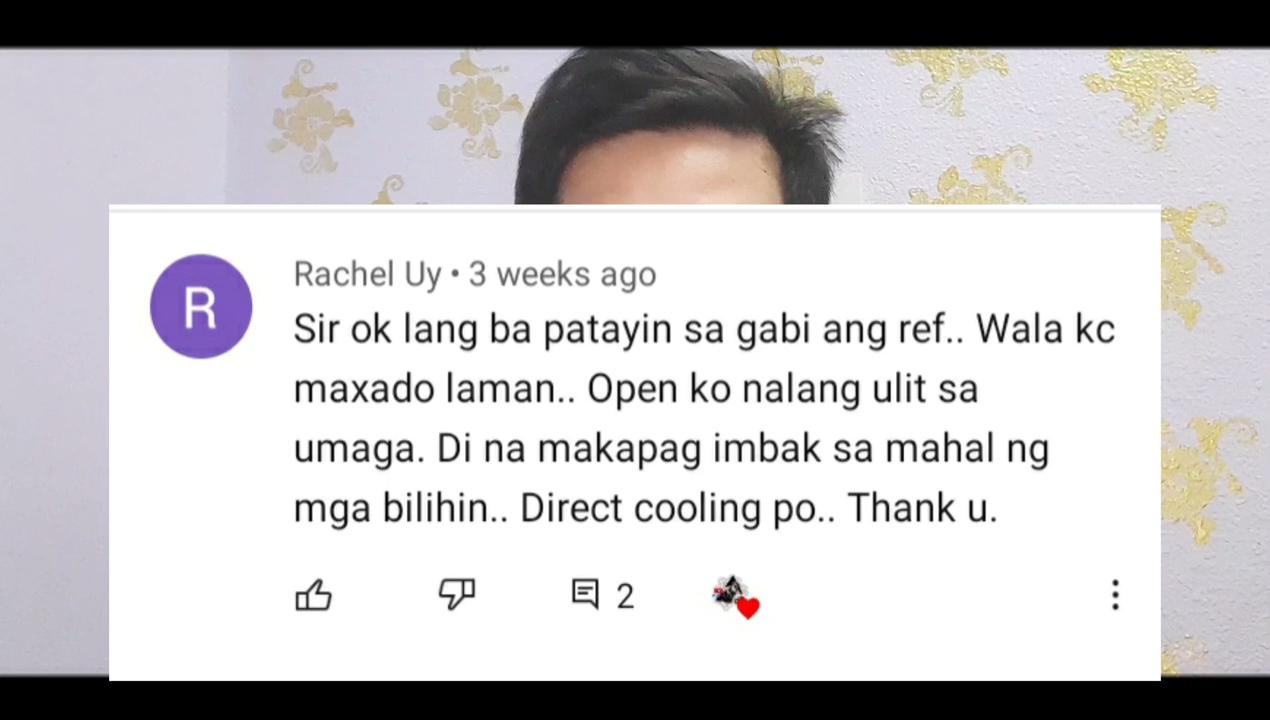 Rachel Uy • 3 weeks ago
Sir ok lang ba patayin sa gabi ang ref.. Wala kc
maxado laman.. Open ko nalang ulit sa
umaga. Di na makapag imbak sa mahal ng
mga bilihin.. Direct cooling po.. Thank u.
2